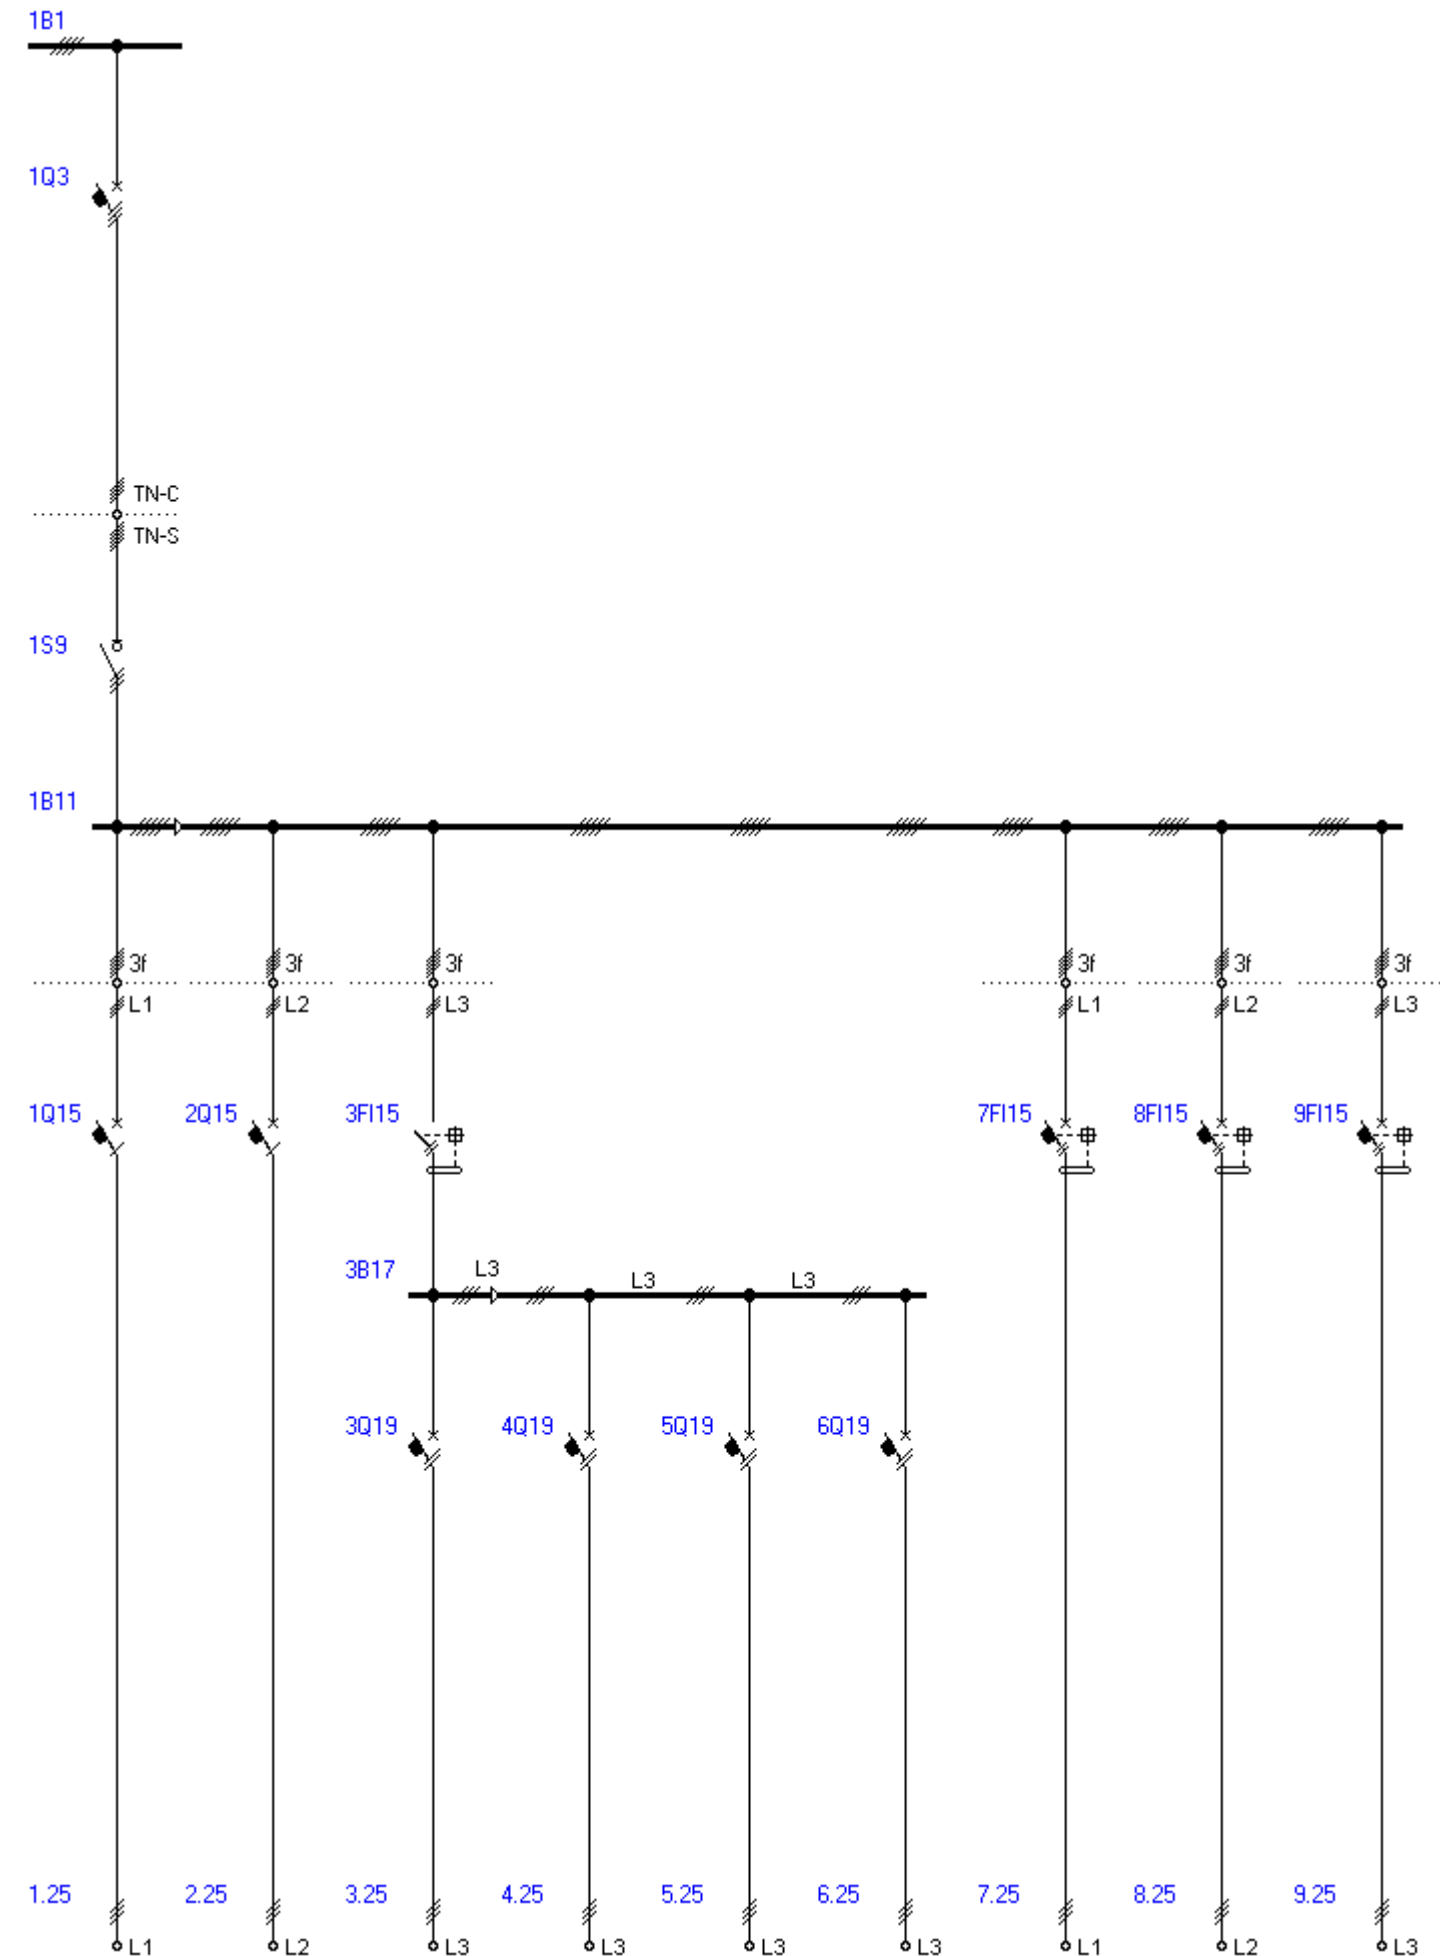 1B1
1Q3
TN-C
TN-S
1S9
1B11
3f 3f 3f 3f 3f 3f
L1 L2 L3 L1 L2 L3
1Q15 2Q15 3FI15 7FI15 8FI15 9FI15
3B17 L3 L3 L3
3Q19 4Q19 5Q19 6Q19
1.25 2.25 3.25 4.25 5.25 6.25 7.25 8.25 9.25
L1 L2 L3 L3 L3 L3 L1 L2 L3